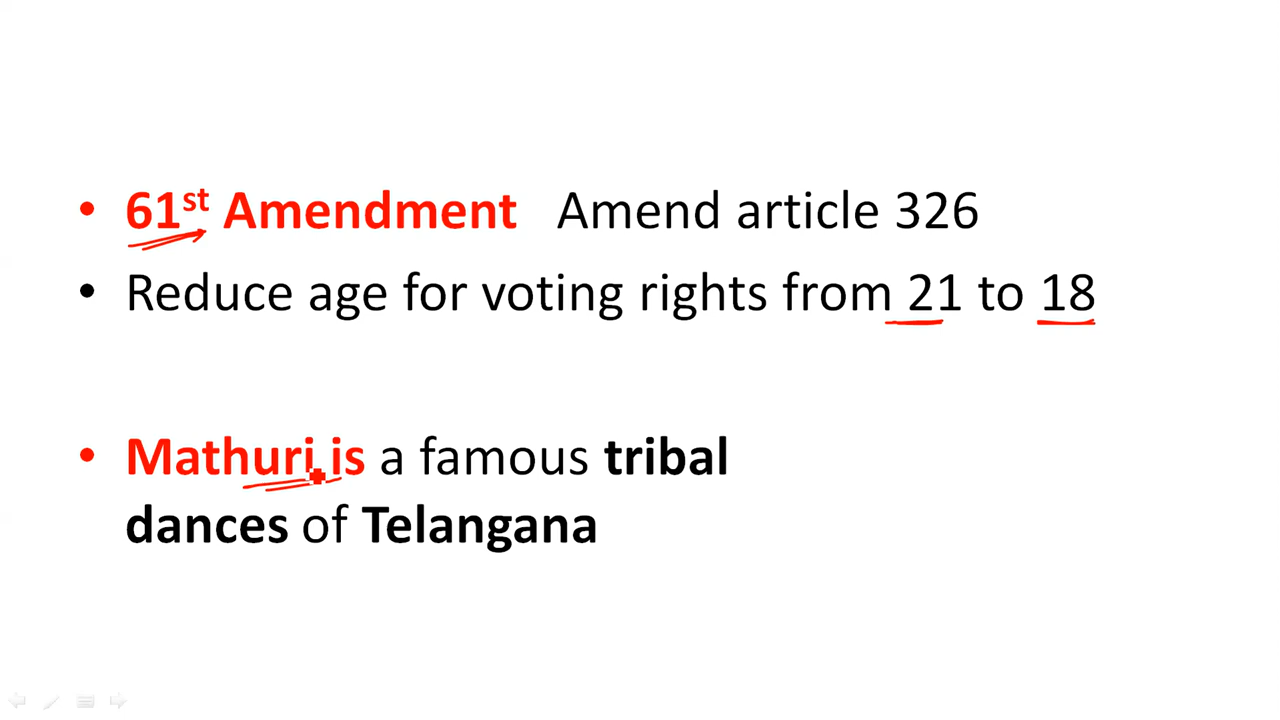 • 61st Amendment Amend article 326
• Reduce age for voting rights from 21 to 18
• Mathuri is a famous tribal
dances of Telangana